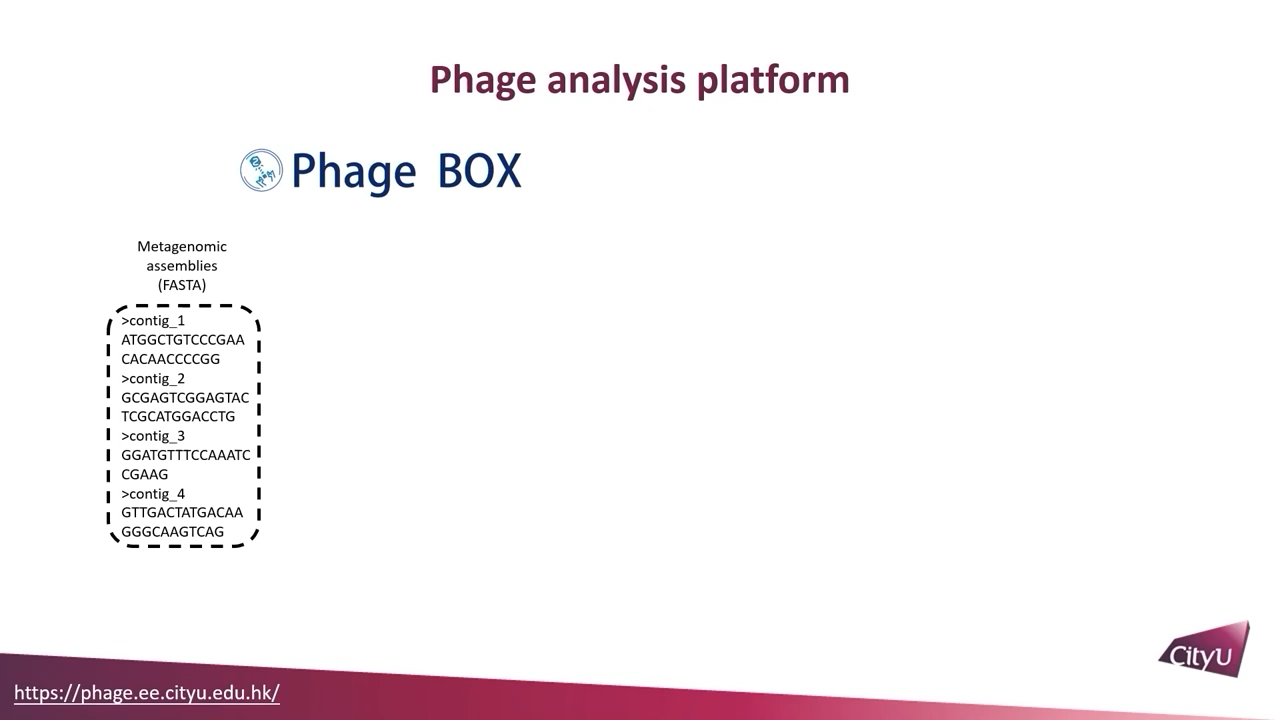 Phage analysis platform
Phage BOX
Metagenomic
assemblies
(FASTA)
>contig_1
ATGGCTGTCCCGAA
CACAACCCCGG
>contig_2
GCGAGTCGGAGTAC
TCGCATGGACCTG
>contig_3
GGATGTTTCCAAATC
CGAAG
>contig_4
GTTGACTATGACAA
GGGCAAGTCAG
CityU
https://phage.ee.cityu.edu.hk/